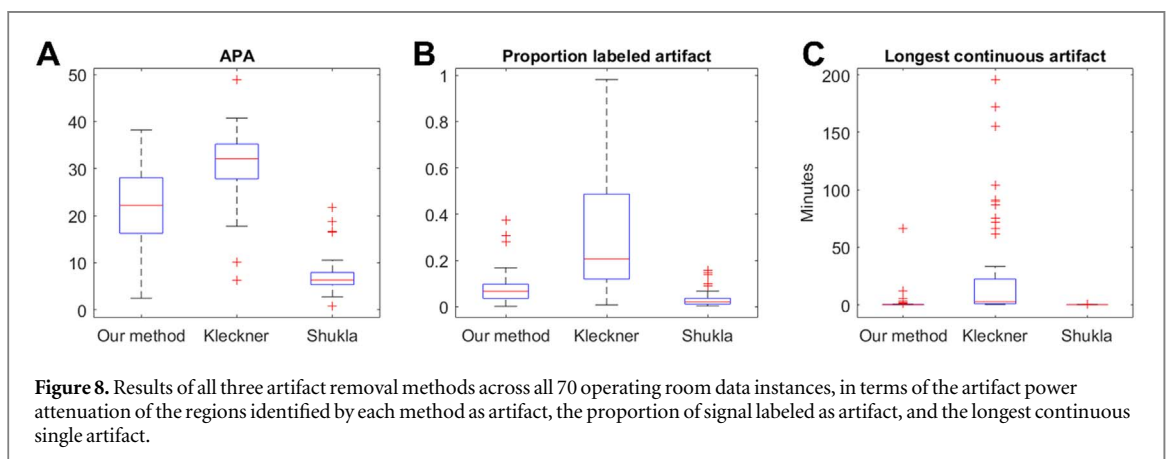 A
APA
50
40
30
20
10
0
Our method Kleckner Shukla
B
Proportion labeled artifact
1
0.8
0.6
0.4
0.2
0
Our method Kleckner Shukla
C
Longest continuous artifact
Minutes
200
150
100
50
0
Our method Kleckner Shukla
Figure 8. Results of all three artifact removal methods across all 70 operating room data instances, in terms of the artifact power
attenuation of the regions identified by each method as artifact, the proportion of signal labeled as artifact, and the longest continuous
single artifact.